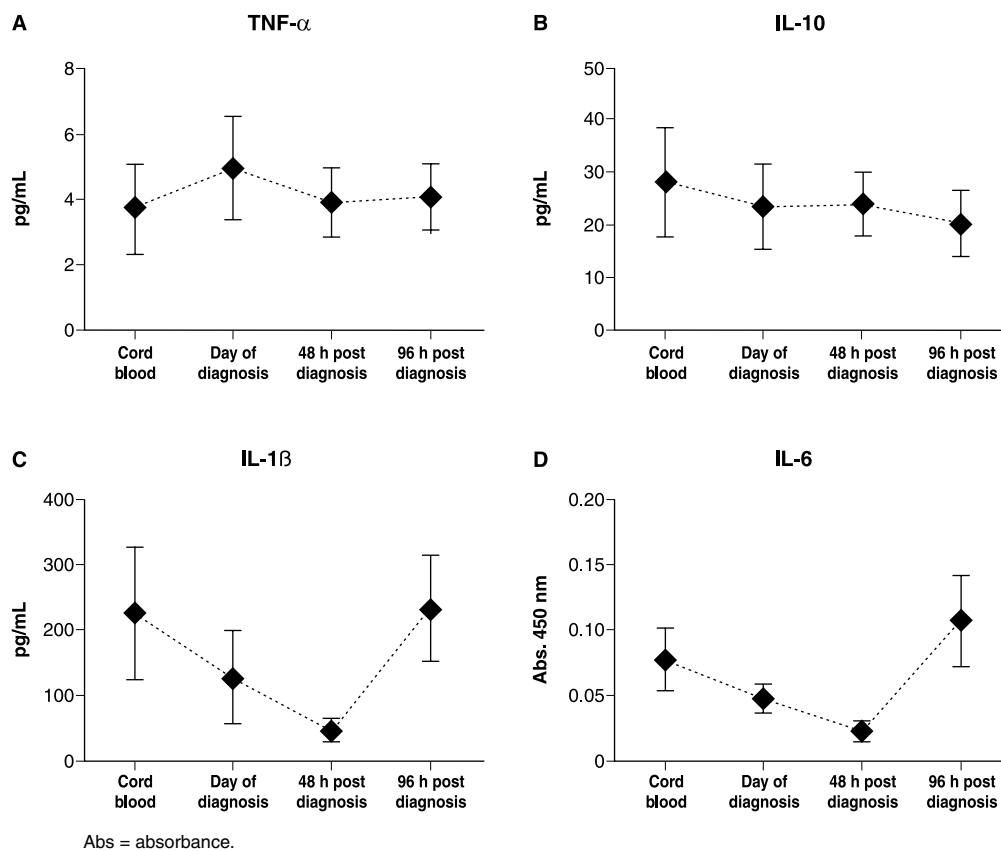 A TNF-α
8
6
4
2
0
pg/mL
Cord blood
Day of diagnosis
48 h post diagnosis
96 h post diagnosis
B IL-10
50
40
30
20
10
0
pg/mL
Cord blood
Day of diagnosis
48 h post diagnosis
96 h post diagnosis
C IL-1ß
400
300
200
100
0
pg/mL
Cord blood
Day of diagnosis
48 h post diagnosis
96 h post diagnosis
D IL-6
0.20
0.15
0.10
0.05
0
Abs. 450 nm
Cord blood
Day of diagnosis
48 h post diagnosis
96 h post diagnosis
Abs = absorbance.